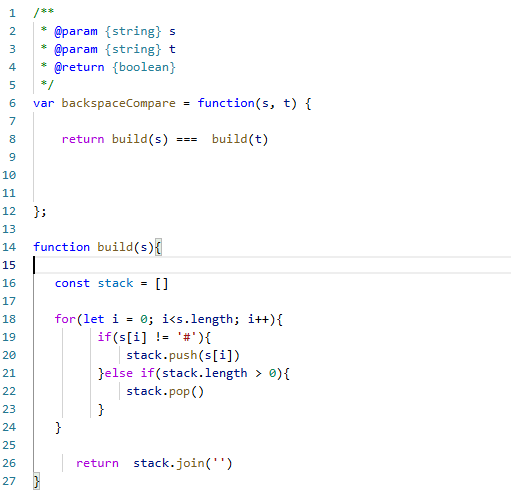 1 /**
2  * @param {string} s
3  * @param {string} t
4  * @return {boolean}
5  */
6 var backspaceCompare = function(s, t) {
7
8     return build(s) ===  build(t)
9
10
11
12 };
13
14 function build(s){
15
16    const stack = []
17
18    for(let i = 0; i<s.length; i++){
19          if(s[i] != '#'){
20              stack.push(s[i])
21          }else if(stack.length > 0){
22              stack.pop()
23          }
24    }
25
26       return  stack.join('')
27 }